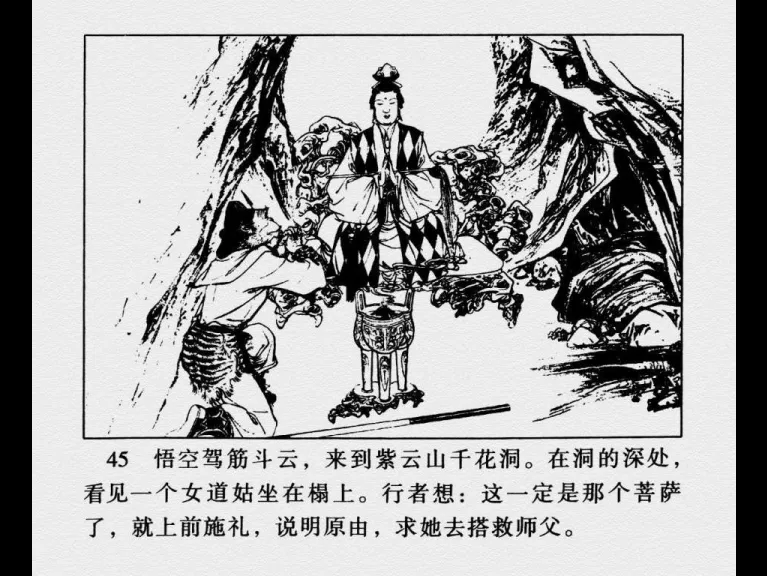 45 悟空驾筋斗云，来到紫云山千花洞。在洞的深处，
看见一个女道姑坐在榻上。行者想：这一定是那个菩萨
了，就上前施礼，说明原由，求她去搭救师父。